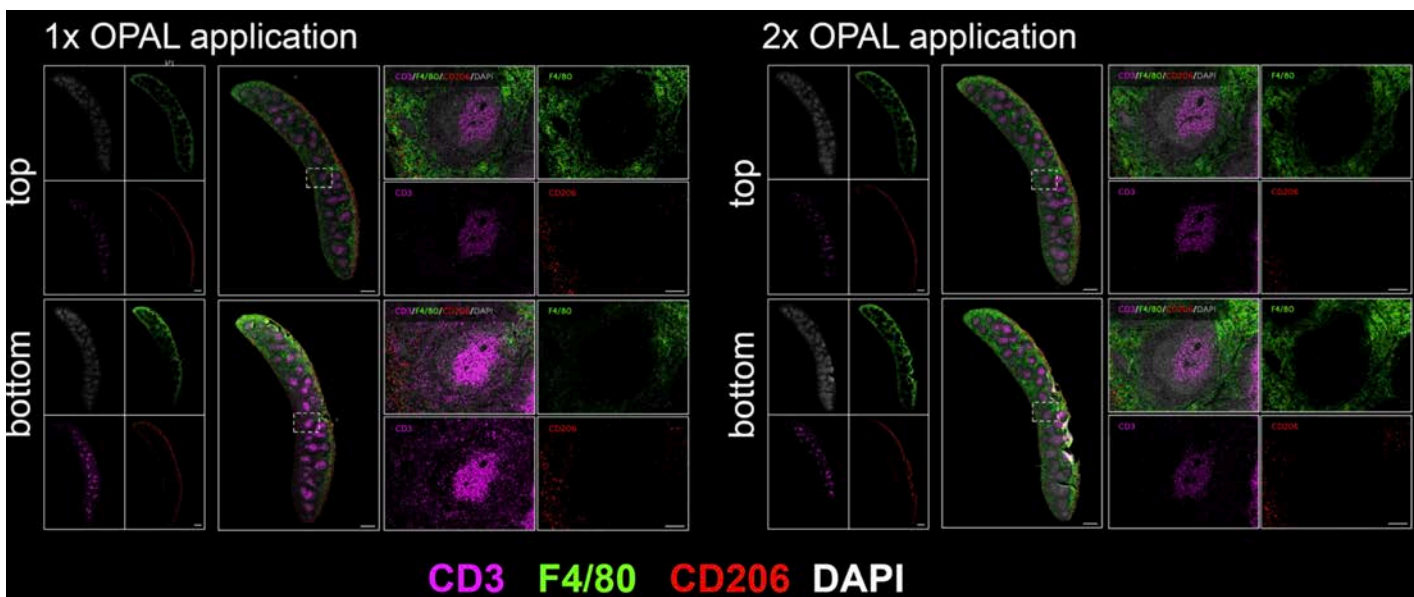 1x OPAL application
2x OPAL application
top
CD3/F4/80/CD206/DAPI
F4/80
CD3
CD206
bottom
CD3/F4/80/CD206/DAPI
F4/80
CD3
CD206
top
CD3/F4/80/CD206/DAPI
F4/80
CD3
CD206
bottom
CD3/F4/80/CD206/DAPI
F4/80
CD3
CD206
CD3 F4/80 CD206 DAPI